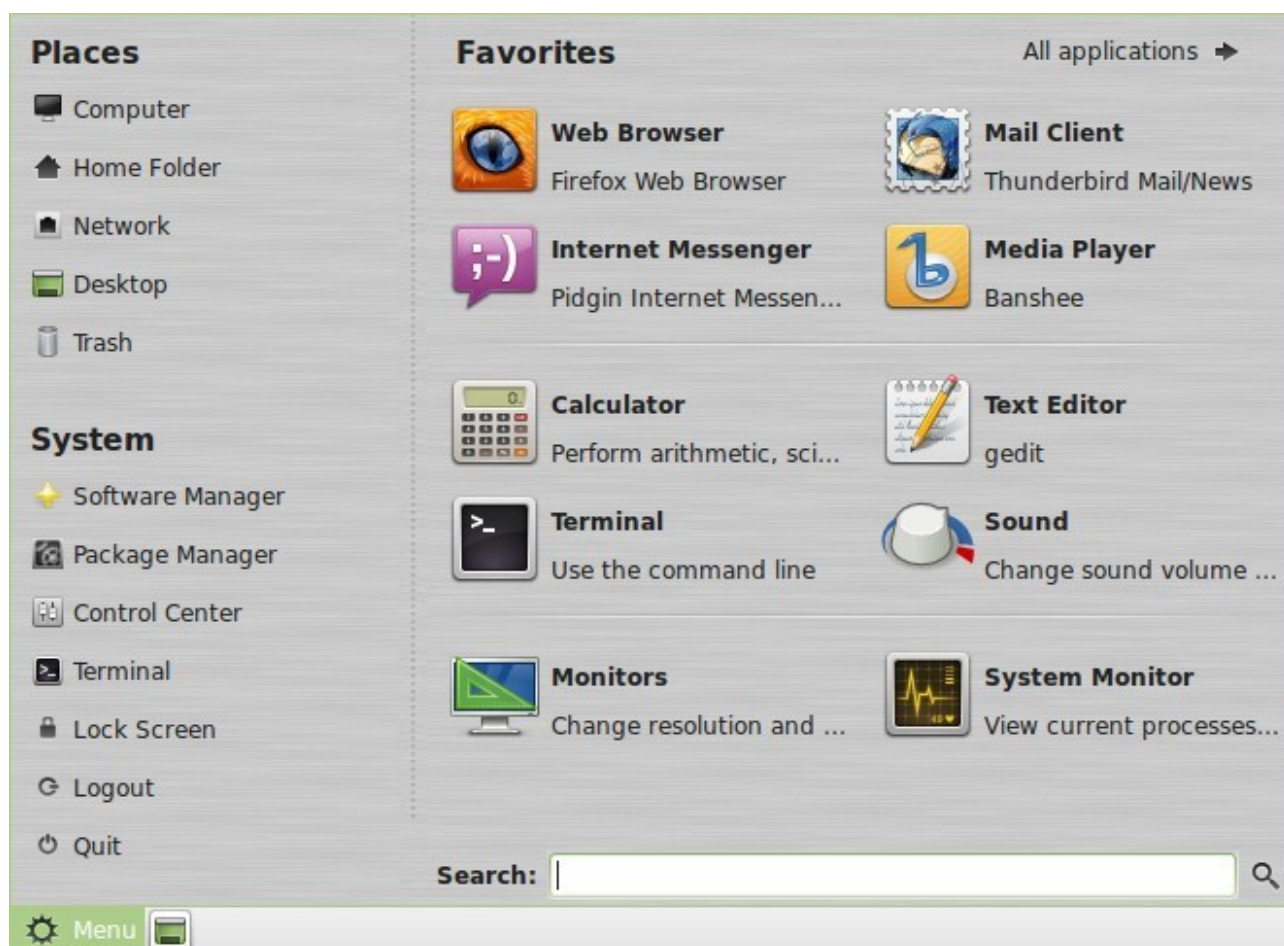 Places
Computer
Home Folder
Network
Desktop
Trash
System
Software Manager
Package Manager
Control Center
Terminal
Lock Screen
Logout
Quit
Favorites
All applications
Web Browser
Firefox Web Browser
Mail Client
Thunderbird Mail/News
;-)
Internet Messenger
Pidgin Internet Messen...
Media Player
Banshee
0.
Calculator
Perform arithmetic, sci...
Text Editor
gedit
>_
Terminal
Use the command line
Sound
Change sound volume ...
Monitors
Change resolution and ...
System Monitor
View current processes...
Search:
Menu